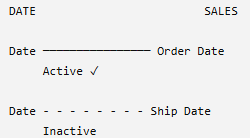 DATE SALES
Date ──────────────── Order Date
Active ✓
Date - - - - - - - - Ship Date
Inactive